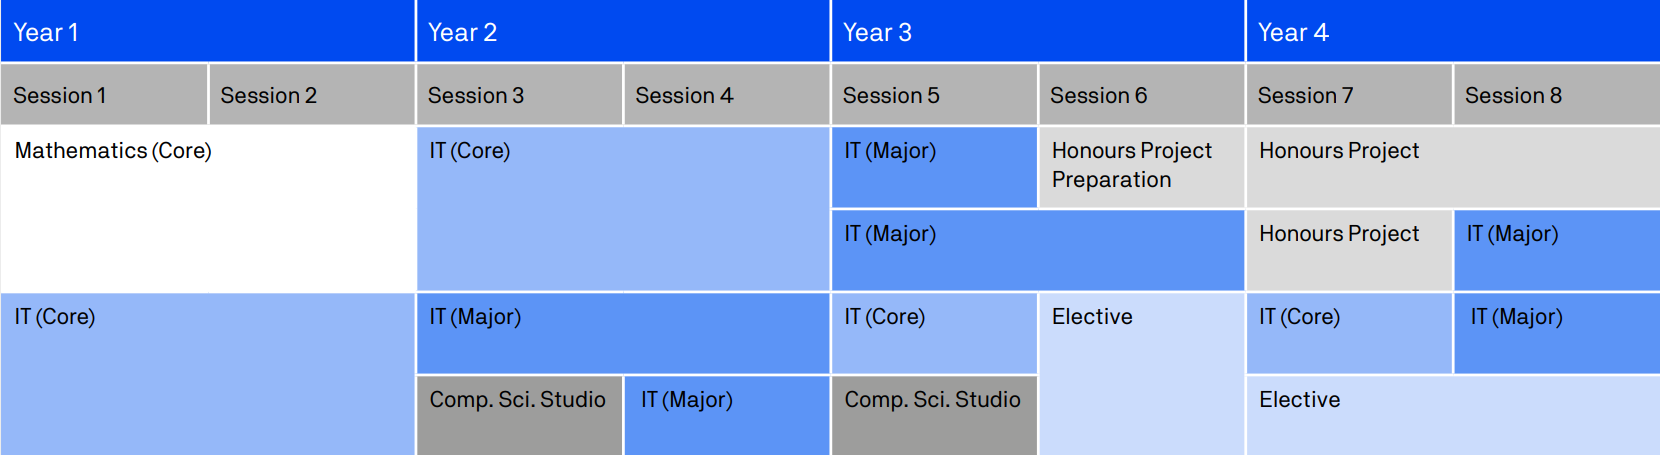 Year 1
Year 2
Year 3
Year 4
Session 1
Session 2
Session 3
Session 4
Session 5
Session 6
Session 7
Session 8
Mathematics (Core)
IT (Core)
IT (Major)
Honours Project
Preparation
Honours Project
IT (Major)
Honours Project
IT (Major)
IT (Core)
IT (Major)
IT (Core)
Elective
IT (Core)
IT (Major)
Comp. Sci. Studio
IT (Major)
Comp. Sci. Studio
Elective